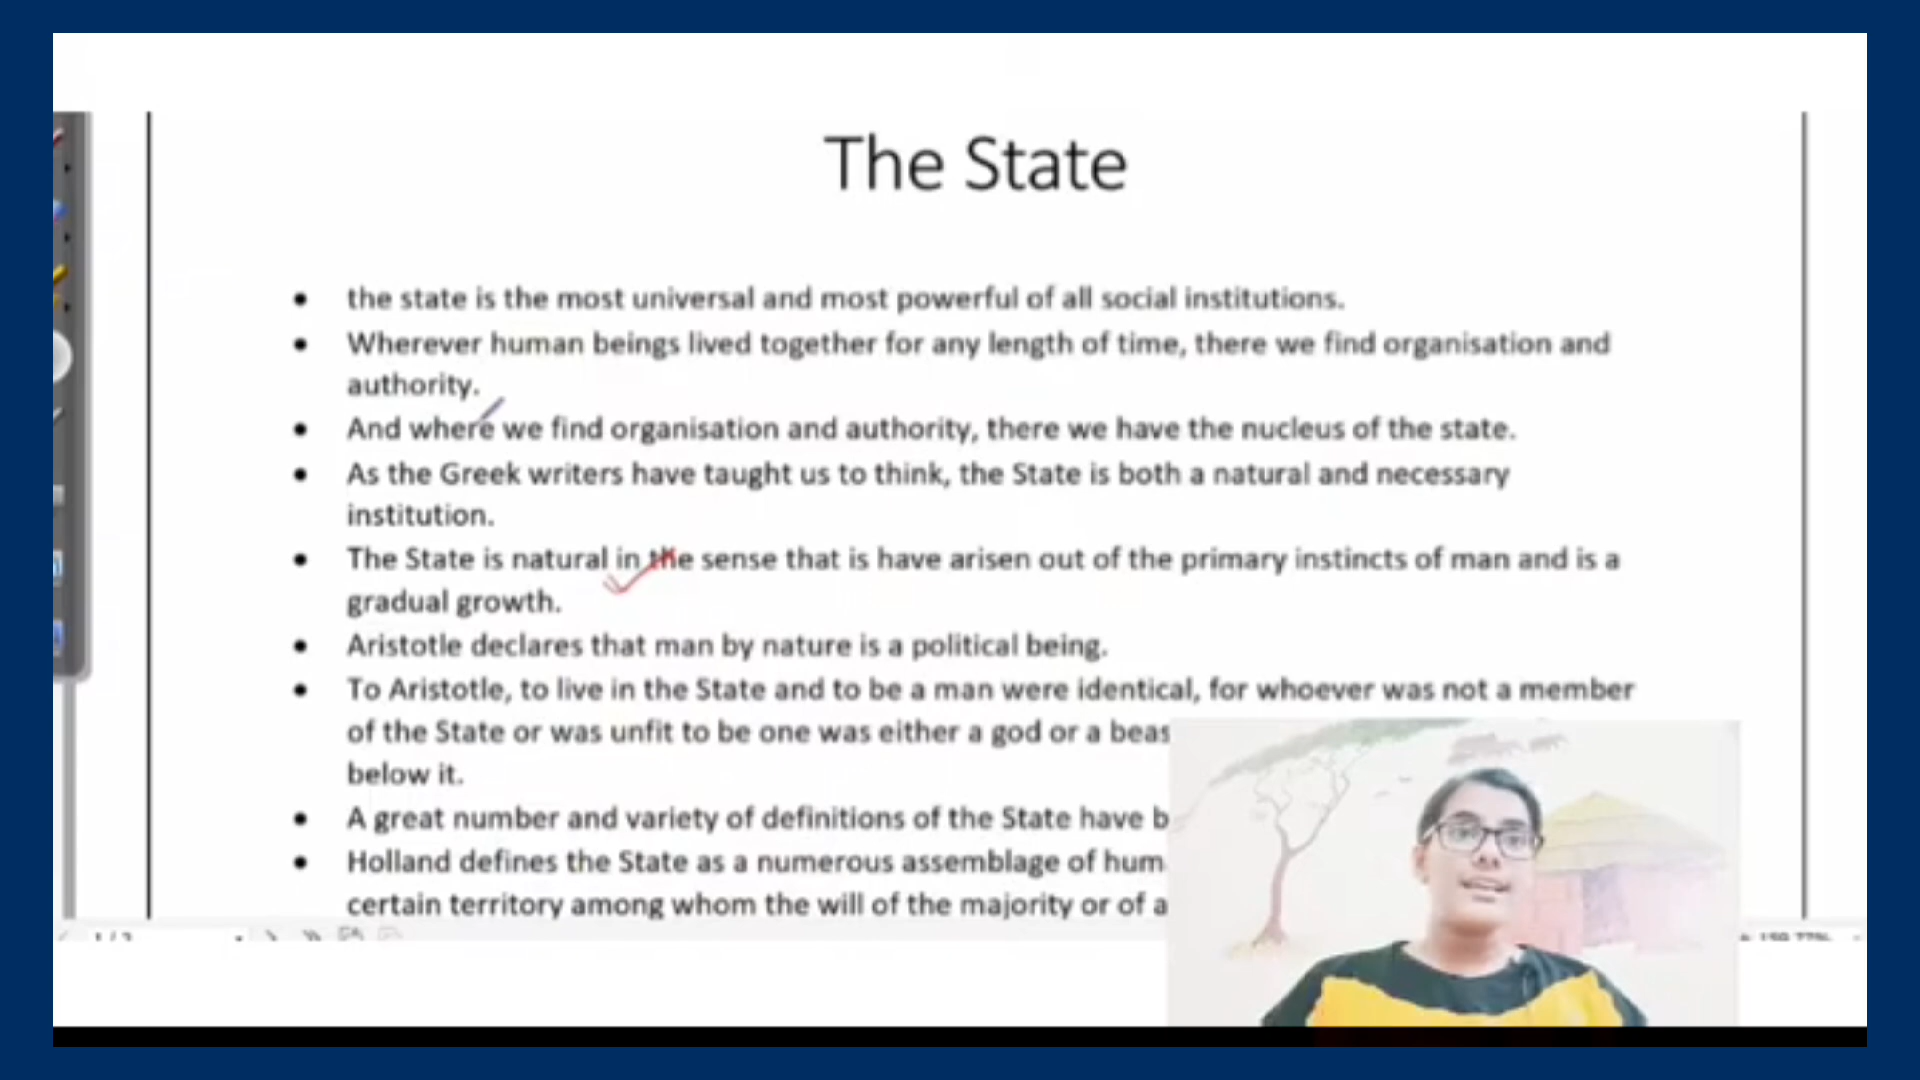 The State
• the state is the most universal and most powerful of all social institutions.
• Wherever human beings lived together for any length of time, there we find organisation and
authority.
• And where we find organisation and authority, there we have the nucleus of the state.
• As the Greek writers have taught us to think, the State is both a natural and necessary
institution.
• The State is natural in the sense that is have arisen out of the primary instincts of man and is a
gradual growth.
• Aristotle declares that man by nature is a political being.
• To Aristotle, to live in the State and to be a man were identical, for whoever was not a member
of the State or was unfit to be one was either a god or a beas
below it.
• A great number and variety of definitions of the State have b
• Holland defines the State as a numerous assemblage of hum
certain territory among whom the will of the majority or of a